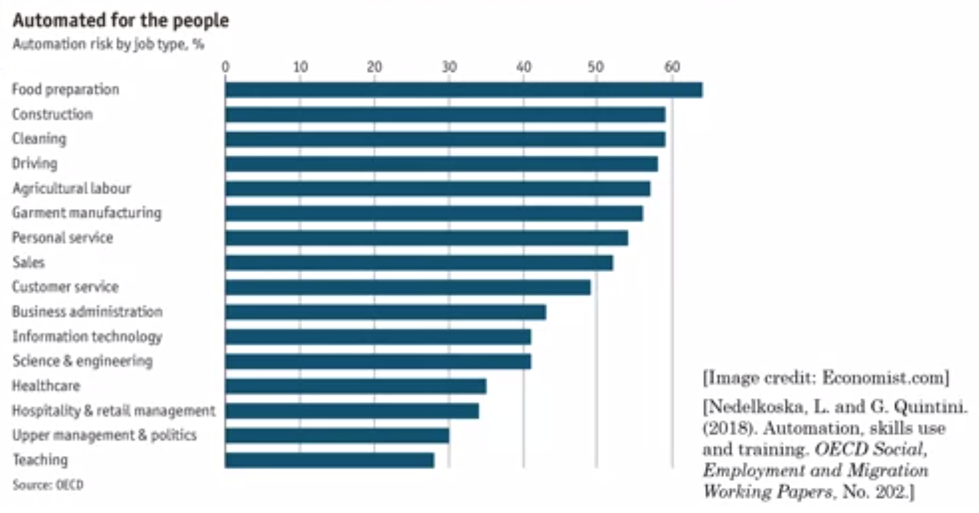 Automated for the people
Automation risk by job type, %
0 10 20 30 40 50 60
Food preparation
Construction
Cleaning
Driving
Agricultural labour
Garment manufacturing
Personal service
Sales
Customer service
Business administration
Information technology
Science & engineering
Healthcare
Hospitality & retail management
Upper management & politics
Teaching
Source: OECD
[Image credit: Economist.com]
[Nedelkoska, L. and G. Quintini.
(2018). Automation, skills use
and training. OECD Social,
Employment and Migration
Working Papers, No. 202.]